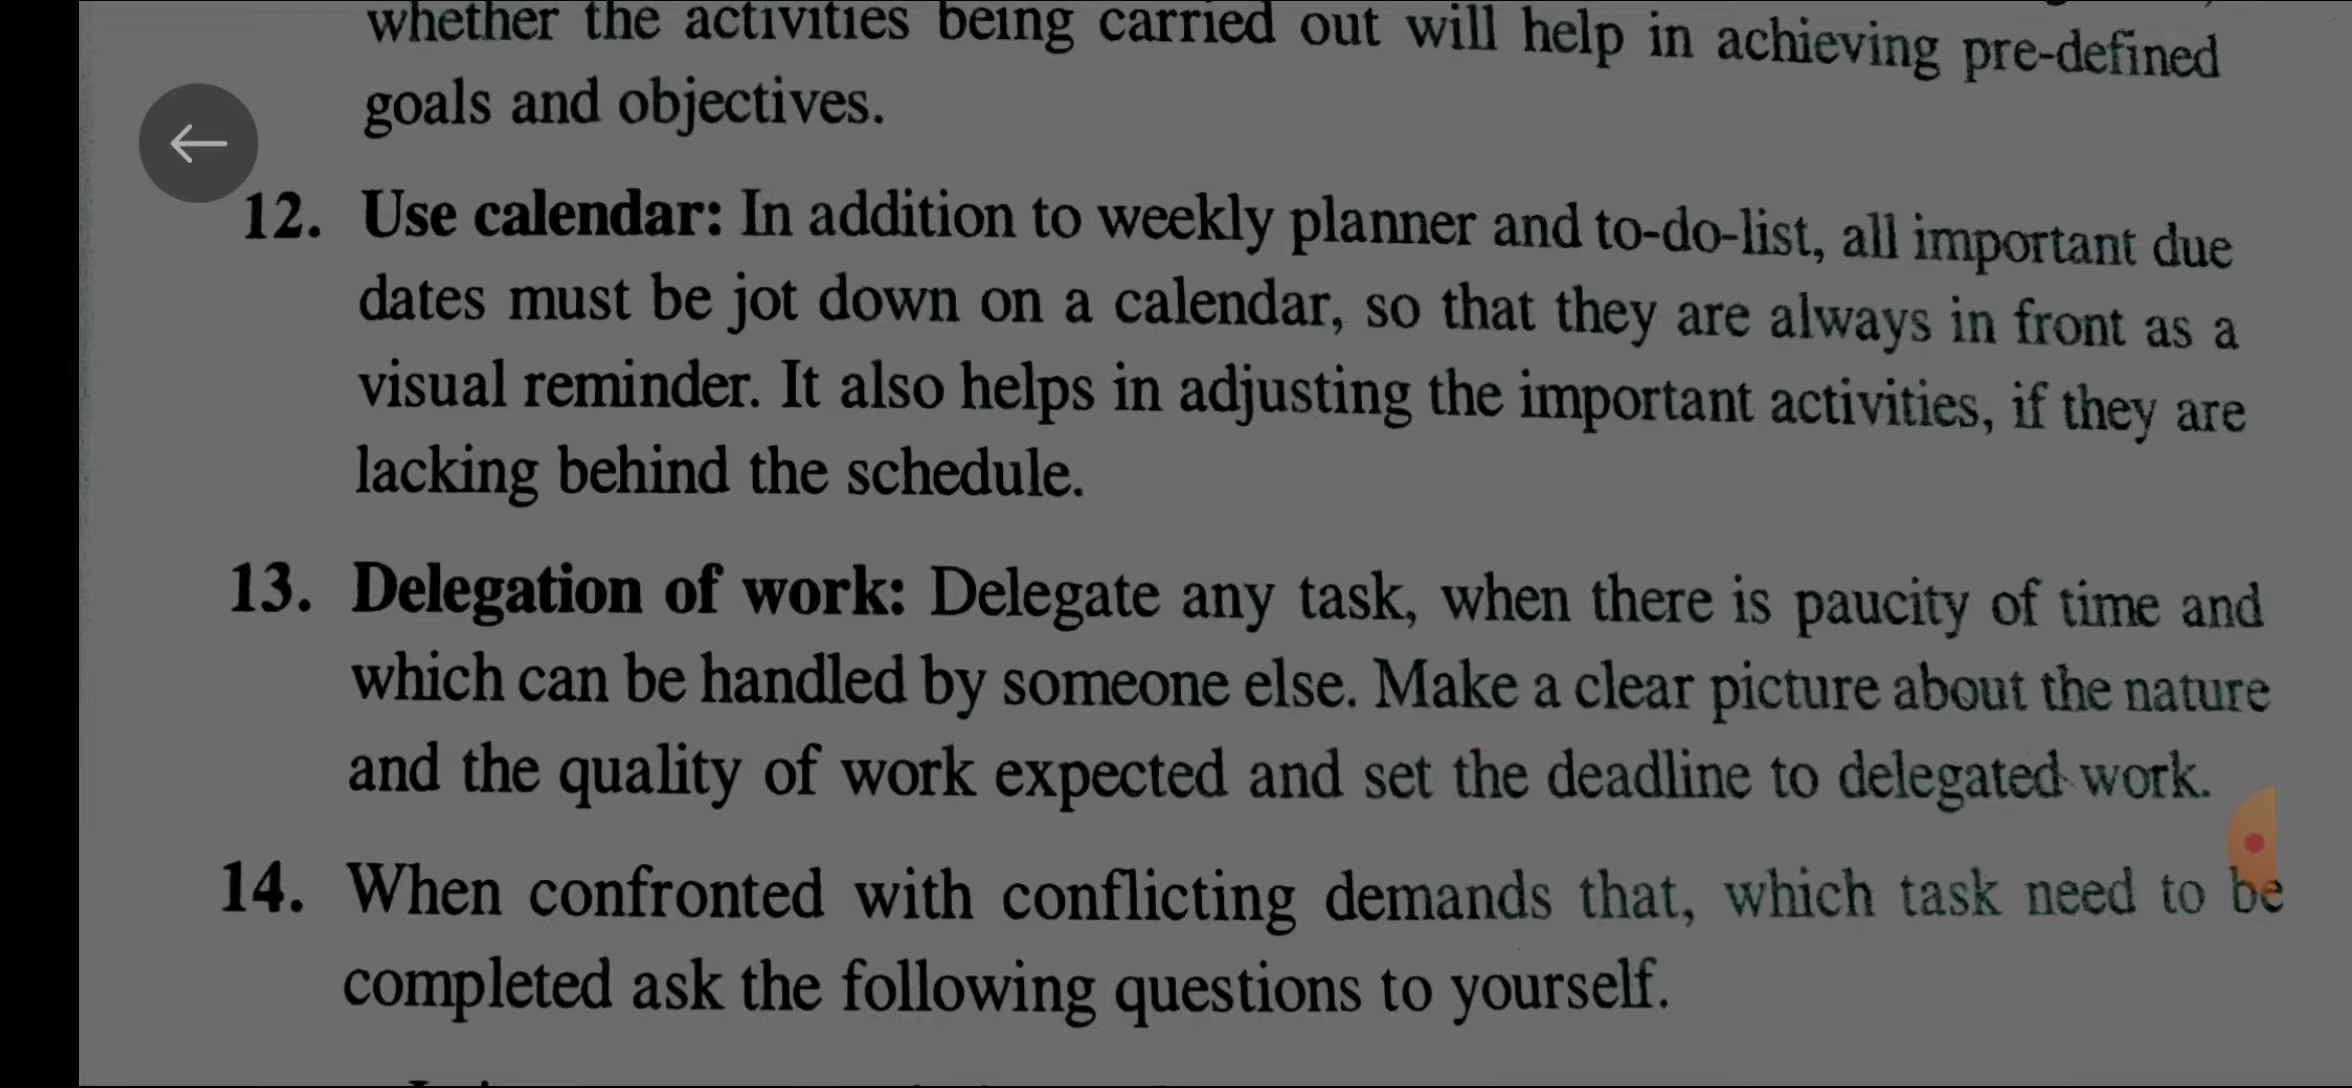 whether the activities being carried out will help in achieving pre-defined
goals and objectives.
12. Use calendar: In addition to weekly planner and to-do-list, all important due
dates must be jot down on a calendar, so that they are always in front as a
visual reminder. It also helps in adjusting the important activities, if they are
lacking behind the schedule.
13. Delegation of work: Delegate any task, when there is paucity of time and
which can be handled by someone else. Make a clear picture about the nature
and the quality of work expected and set the deadline to delegated work.
14. When confronted with conflicting demands that, which task need to be
completed ask the following questions to yourself.